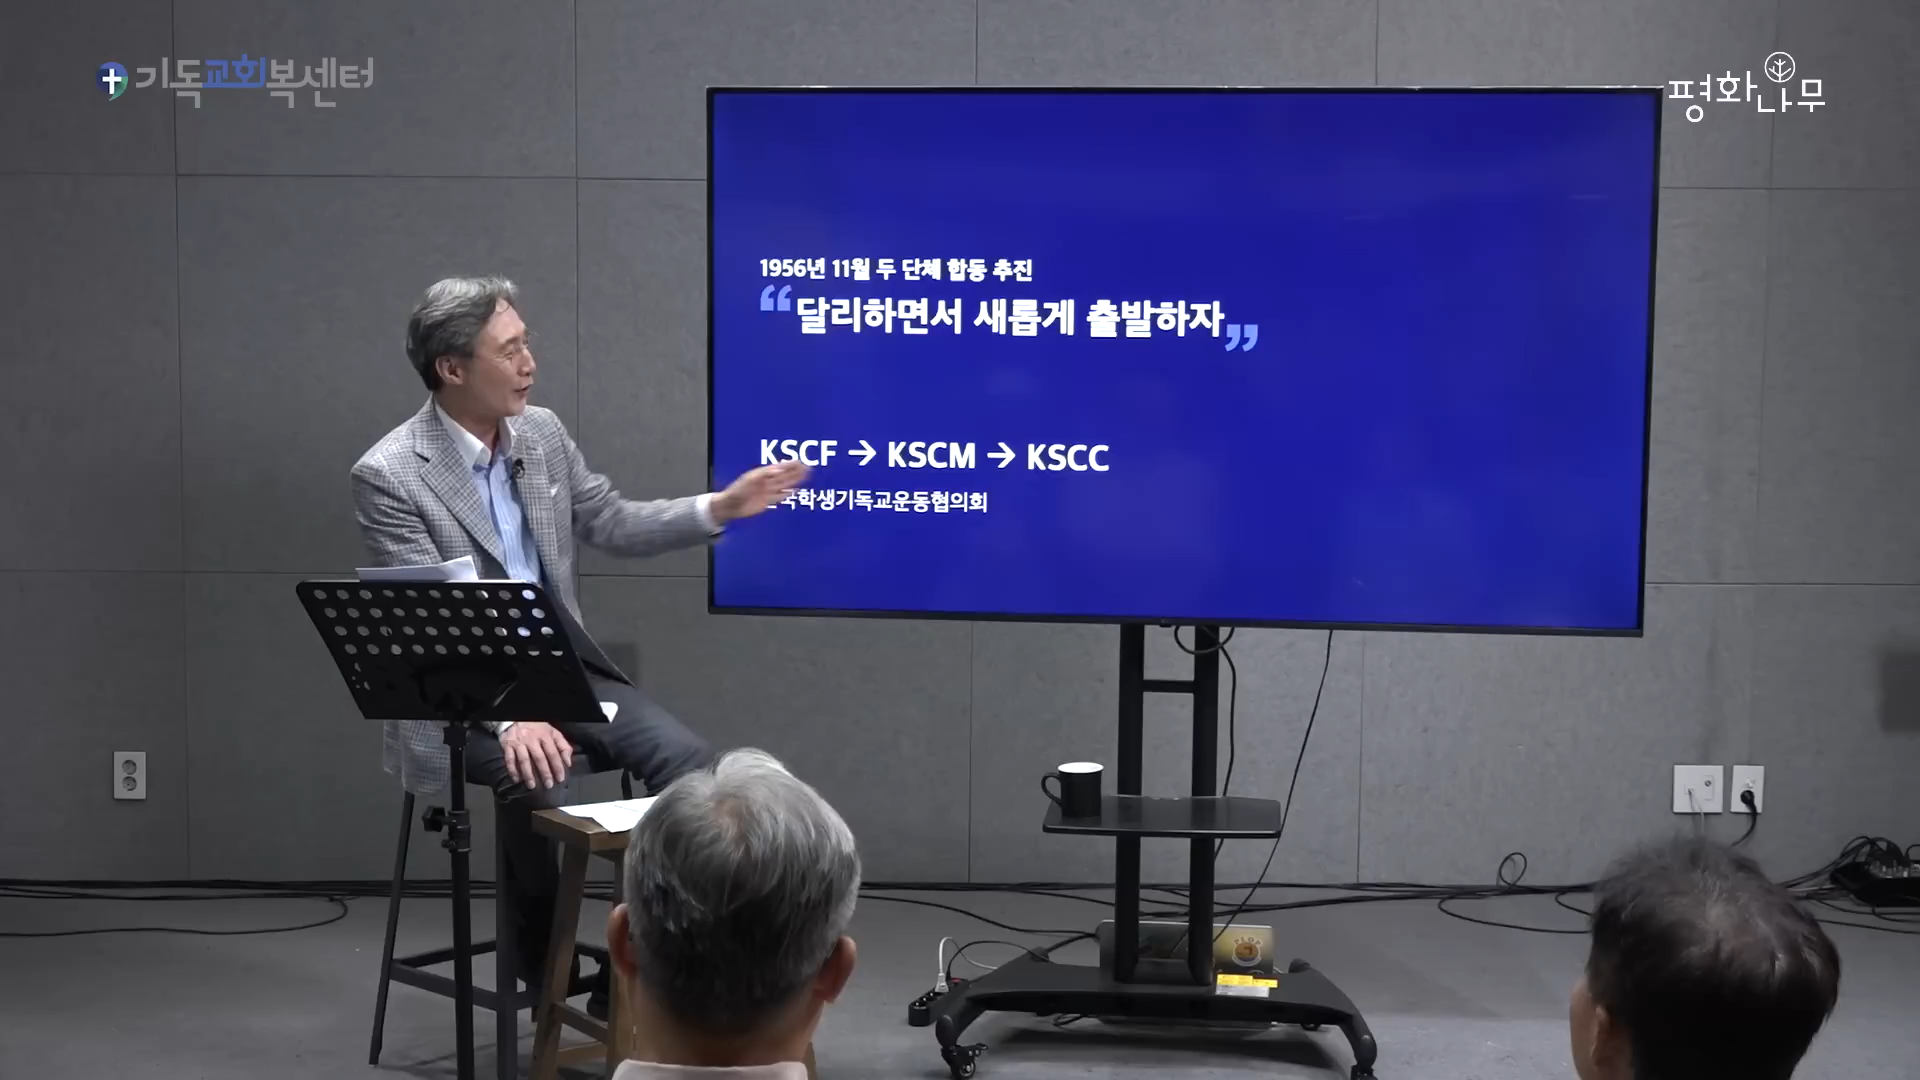 기독교회복센터
평화나무
1956년 11월 두 단체 합동 추진
“달리하면서 새롭게 출발하자„
KSCF → KSCM → KSCC
국학생기독교운동협의회